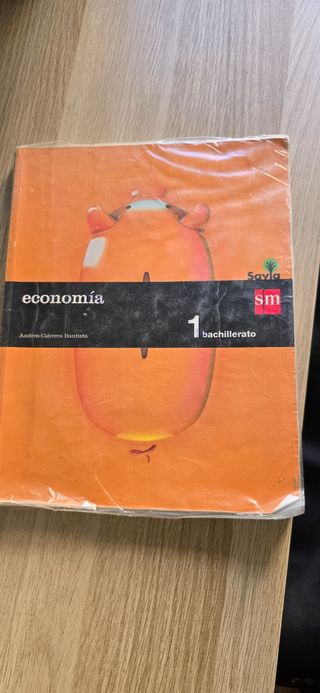 Savia
economía
sm
Andrés Cabrera Bautista
1 bachillerato